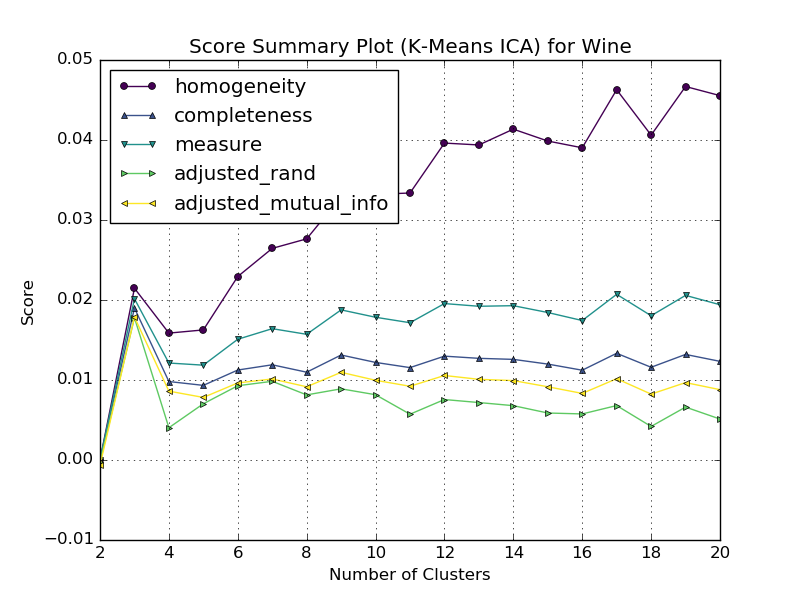 Score Summary Plot (K-Means ICA) for Wine
0.05
0.04
0.03
0.02
0.01
0.00
−0.01
Score
homogeneity
completeness
measure
adjusted_rand
adjusted_mutual_info
2 4 6 8 10 12 14 16 18 20
Number of Clusters